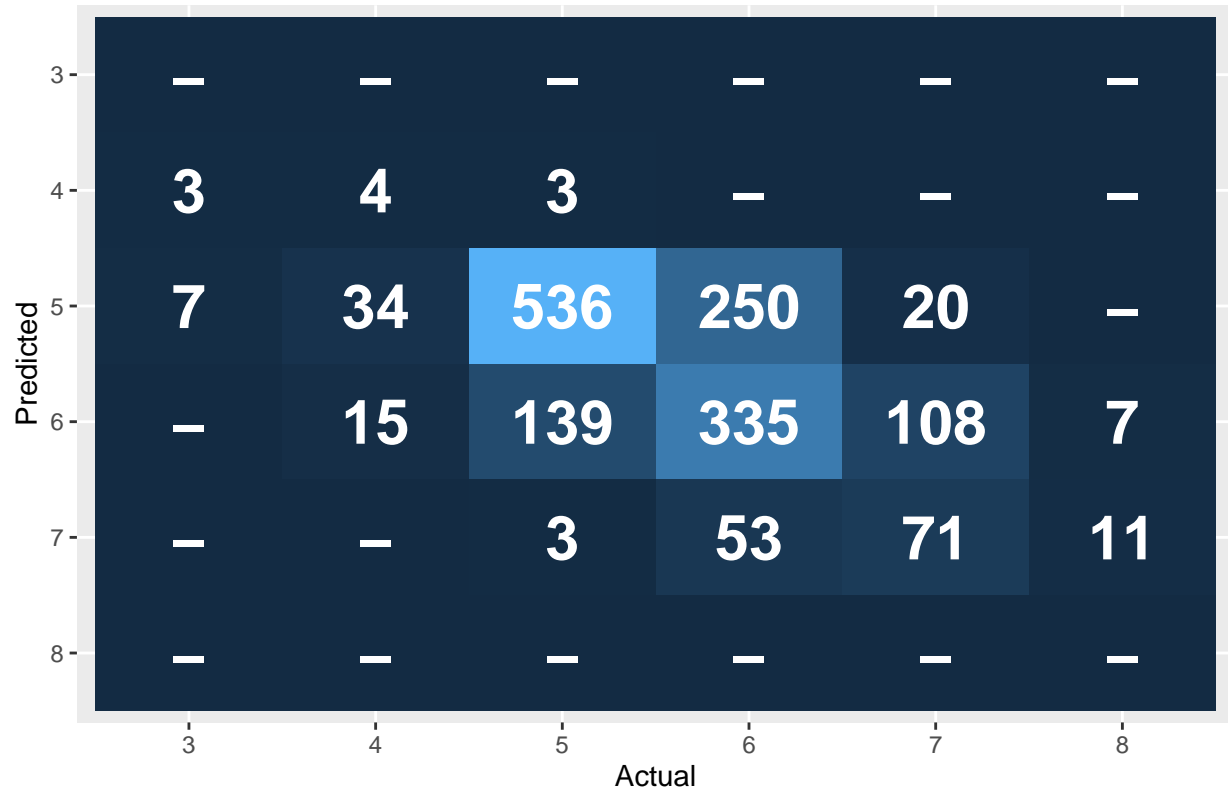 3 – – – – – –
4 3 4 3 – – –
5 7 34 536 250 20 –
6 – 15 139 335 108 7
7 – – 3 53 71 11
8 – – – – – –
Predicted
3 4 5 6 7 8
Actual